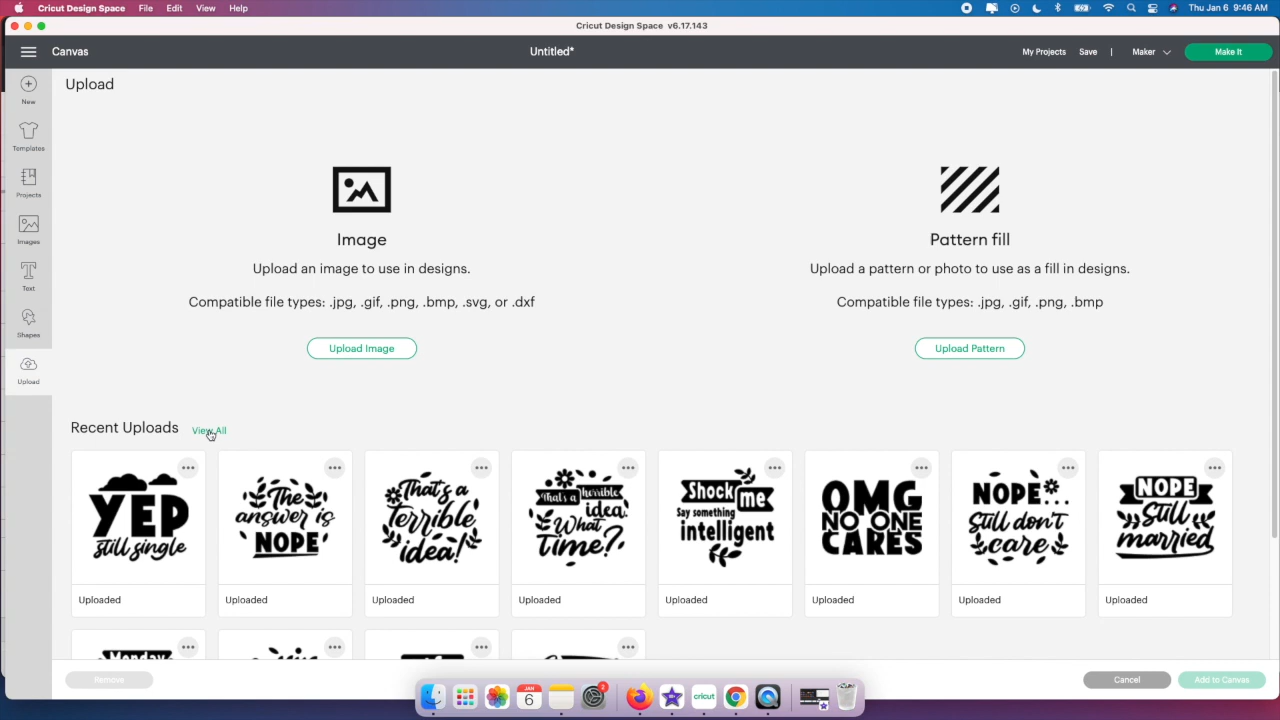 Cricut Design Space File Edit View Help
Thu Jan 6 9:46 AM
Cricut Design Space v6.17.143
Canvas
Untitled*
My Projects Save | Maker Make It
New
Templates
Projects
Images
Text
Shapes
Upload
Upload
Image
Upload an image to use in designs.
Compatible file types: .jpg, .gif, .png, .bmp, .svg, or .dxf
Upload Image
Pattern fill
Upload a pattern or photo to use as a fill in designs.
Compatible file types: .jpg, .gif, .png, .bmp
Upload Pattern
Recent Uploads View All
YEP
still single
Uploaded
The
answer is
NOPE
Uploaded
That's a
terrible
idea!
Uploaded
That's a horrible
idea.
What
time?
Uploaded
Shock me
Say something
intelligent
Uploaded
OMG
NO ONE
CARES
Uploaded
NOPE...
Still don't
care
Uploaded
NOPE
Still
married
Uploaded
Monday
Remove
Cancel
Add to Canvas
JAN
6
cricut